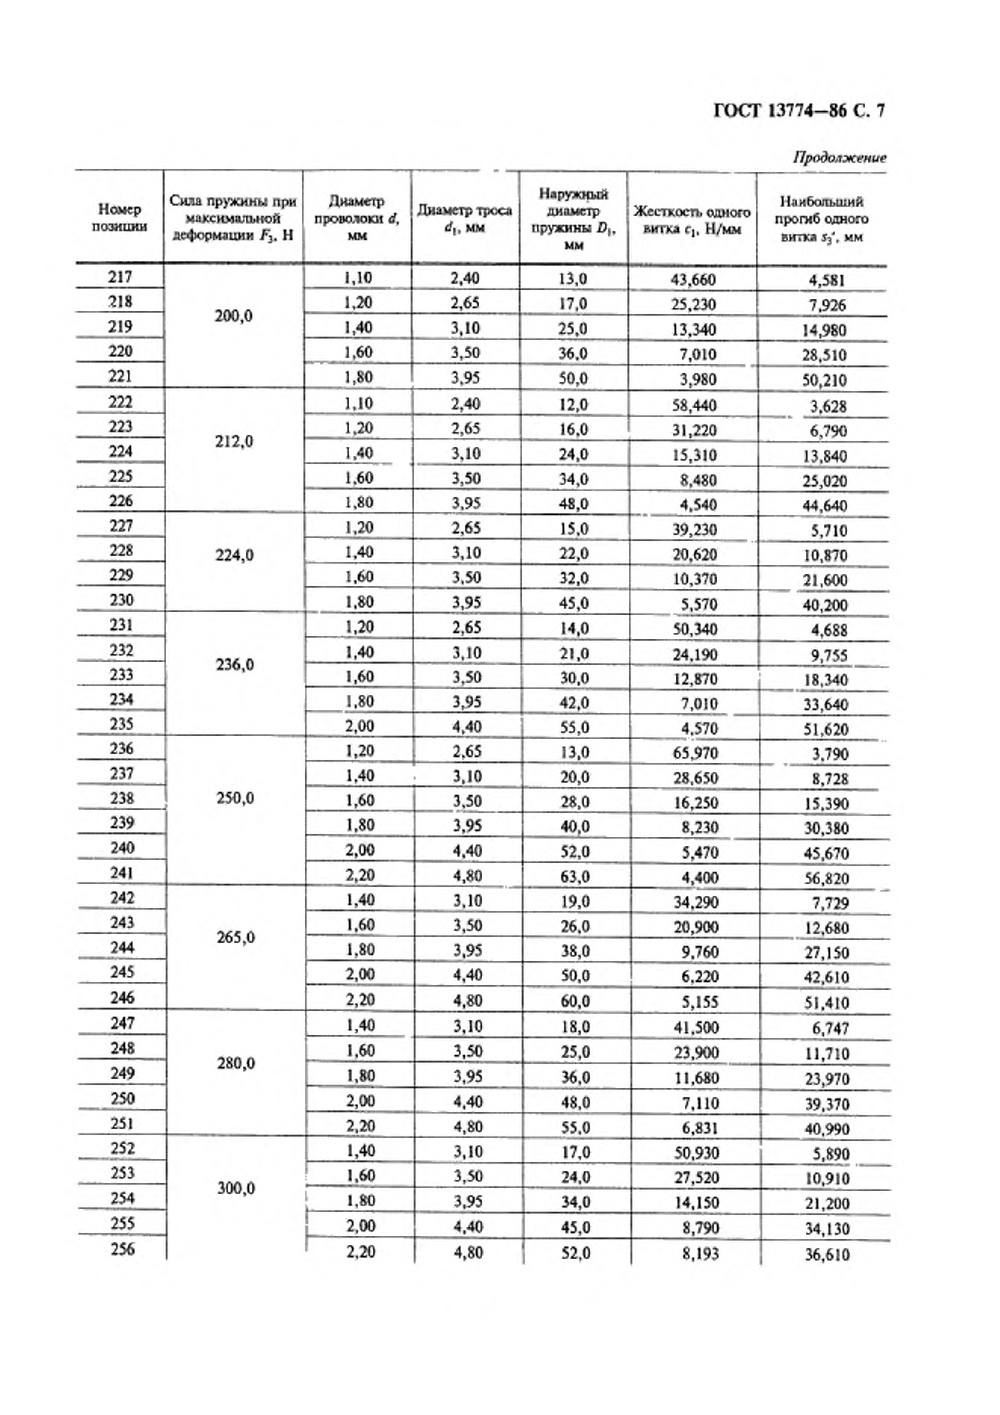 ГОСТ 13774—86 С. 7
Продолжение
Номер позиции | Сила пружины при максимальной деформации F3, Н | Диаметр проволоки d, мм | Диаметр троса d1, мм | Наружный диаметр пружины D1, мм | Жесткость одного витка c1, Н/мм | Наибольший прогиб одного витка s3', мм
217 | 200,0 | 1,10 | 2,40 | 13,0 | 43,660 | 4,581
218 | 1,20 | 2,65 | 17,0 | 25,230 | 7,926
219 | 1,40 | 3,10 | 25,0 | 13,340 | 14,980
220 | 1,60 | 3,50 | 36,0 | 7,010 | 28,510
221 | 1,80 | 3,95 | 50,0 | 3,980 | 50,210
222 | 212,0 | 1,10 | 2,40 | 12,0 | 58,440 | 3,628
223 | 1,20 | 2,65 | 16,0 | 31,220 | 6,790
224 | 1,40 | 3,10 | 24,0 | 15,310 | 13,840
225 | 1,60 | 3,50 | 34,0 | 8,480 | 25,020
226 | 1,80 | 3,95 | 48,0 | 4,540 | 44,640
227 | 224,0 | 1,20 | 2,65 | 15,0 | 39,230 | 5,710
228 | 1,40 | 3,10 | 22,0 | 20,620 | 10,870
229 | 1,60 | 3,50 | 32,0 | 10,370 | 21,600
230 | 1,80 | 3,95 | 45,0 | 5,570 | 40,200
231 | 236,0 | 1,20 | 2,65 | 14,0 | 50,340 | 4,688
232 | 1,40 | 3,10 | 21,0 | 24,190 | 9,755
233 | 1,60 | 3,50 | 30,0 | 12,870 | 18,340
234 | 1,80 | 3,95 | 42,0 | 7,010 | 33,640
235 | 2,00 | 4,40 | 55,0 | 4,570 | 51,620
236 | 250,0 | 1,20 | 2,65 | 13,0 | 65,970 | 3,790
237 | 1,40 | 3,10 | 20,0 | 28,650 | 8,728
238 | 1,60 | 3,50 | 28,0 | 16,250 | 15,390
239 | 1,80 | 3,95 | 40,0 | 8,230 | 30,380
240 | 2,00 | 4,40 | 52,0 | 5,470 | 45,670
241 | 2,20 | 4,80 | 63,0 | 4,400 | 56,820
242 | 265,0 | 1,40 | 3,10 | 19,0 | 34,290 | 7,729
243 | 1,60 | 3,50 | 26,0 | 20,900 | 12,680
244 | 1,80 | 3,95 | 38,0 | 9,760 | 27,150
245 | 2,00 | 4,40 | 50,0 | 6,220 | 42,610
246 | 2,20 | 4,80 | 60,0 | 5,155 | 51,410
247 | 280,0 | 1,40 | 3,10 | 18,0 | 41,500 | 6,747
248 | 1,60 | 3,50 | 25,0 | 23,900 | 11,710
249 | 1,80 | 3,95 | 36,0 | 11,680 | 23,970
250 | 2,00 | 4,40 | 48,0 | 7,110 | 39,370
251 | 2,20 | 4,80 | 55,0 | 6,831 | 40,990
252 | 300,0 | 1,40 | 3,10 | 17,0 | 50,930 | 5,890
253 | 1,60 | 3,50 | 24,0 | 27,520 | 10,910
254 | 1,80 | 3,95 | 34,0 | 14,150 | 21,200
255 | 2,00 | 4,40 | 45,0 | 8,790 | 34,130
256 | 2,20 | 4,80 | 52,0 | 8,193 | 36,610